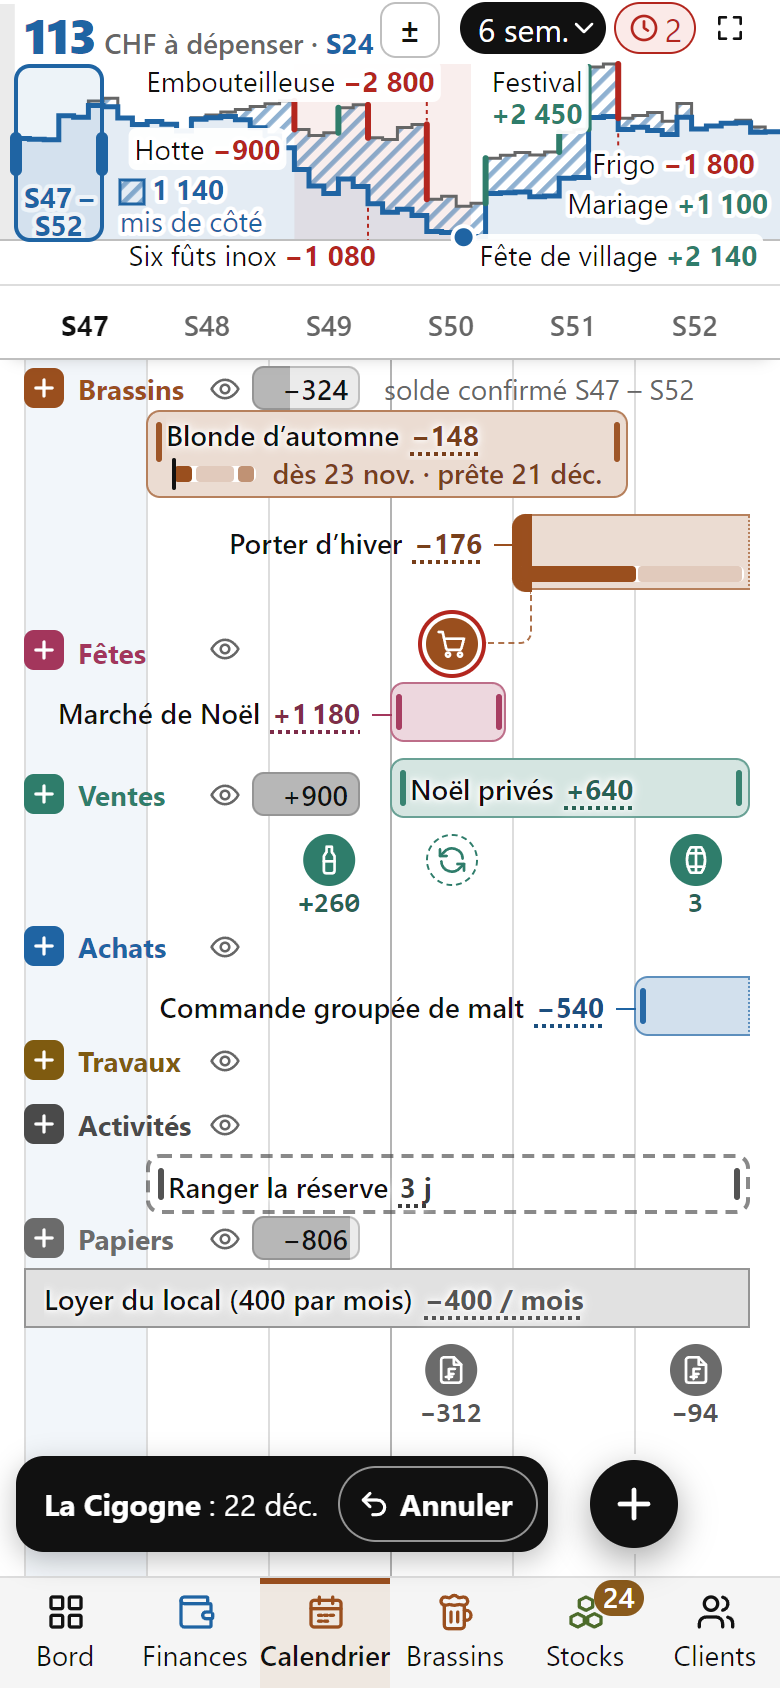 113 CHF à dépenser · S24
±
6 sem.
2
Embouteilleuse −2 800
Festival
+2 450
Hotte −900
Frigo −1 800
1 140
mis de côté
S47 –
S52
Mariage +1 100
Six fûts inox −1 080
Fête de village +2 140
S47 S48 S49 S50 S51 S52
Brassins −324 solde confirmé S47 – S52
Blonde d’automne −148
dès 23 nov. · prête 21 déc.
Porter d’hiver −176
Fêtes
Marché de Noël +1 180
Ventes +900 Noël privés +640
+260 3
Achats
Commande groupée de malt −540
Travaux
Activités
Ranger la réserve 3 j
Papiers −806
Loyer du local (400 par mois) −400 / mois
−312 −94
La Cigogne : 22 déc. Annuler
24
Bord Finances Calendrier Brassins Stocks Clients